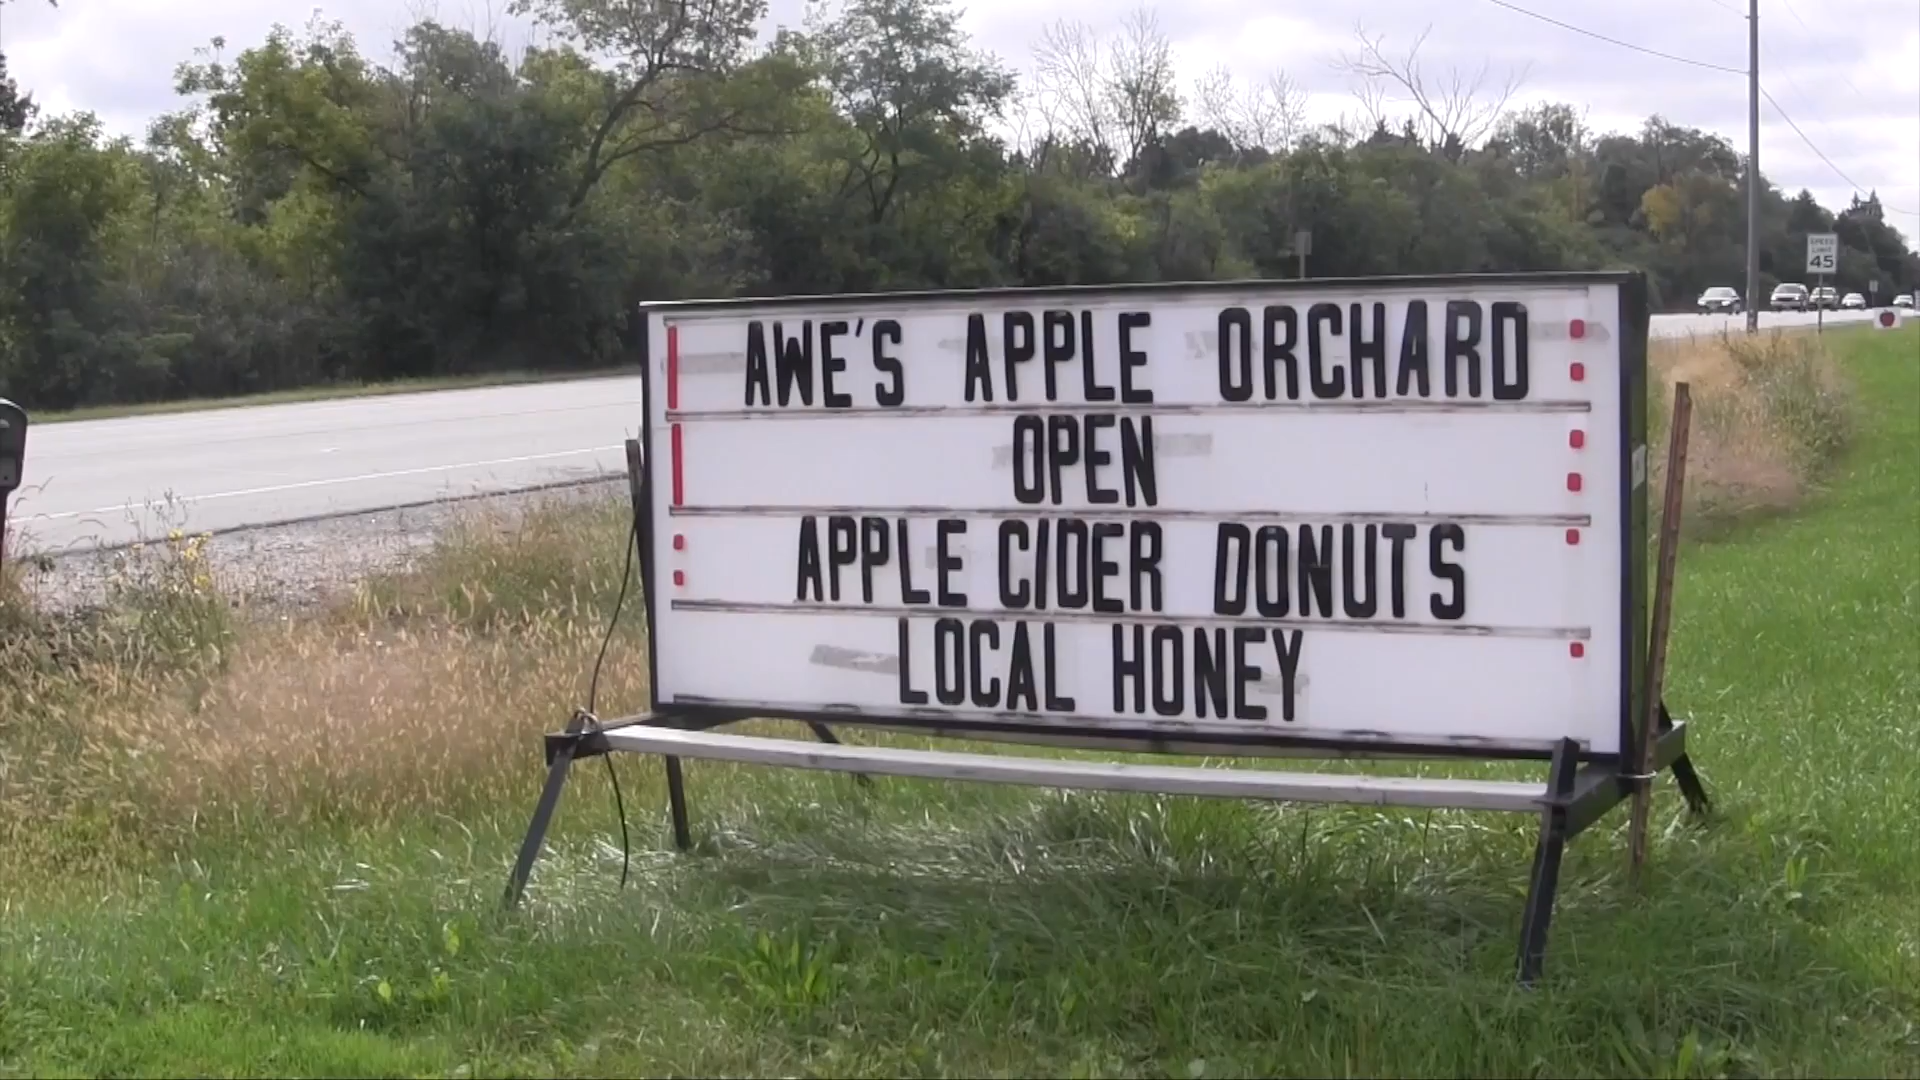 AWE'S APPLE ORCHARD
OPEN
APPLE CIDER DONUTS
LOCAL HONEY
SPEED
LIMIT
45